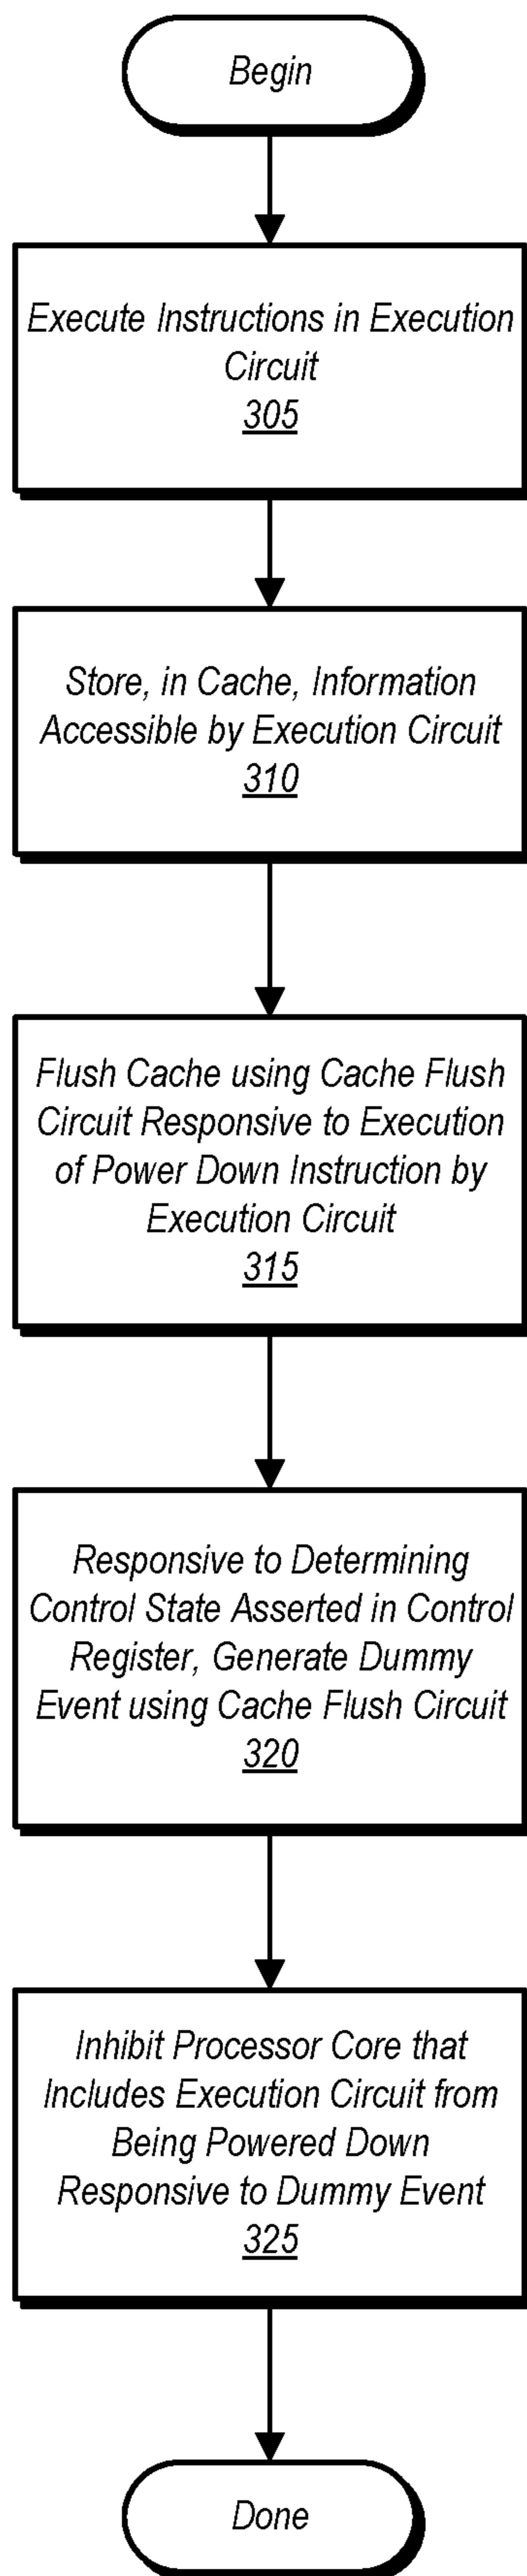 Begin
Execute Instructions in Execution
Circuit
305
Store, in Cache, Information
Accessible by Execution Circuit
310
Flush Cache using Cache Flush
Circuit Responsive to Execution
of Power Down Instruction by
Execution Circuit
315
Responsive to Determining
Control State Asserted in Control
Register, Generate Dummy
Event using Cache Flush Circuit
320
Inhibit Processor Core that
Includes Execution Circuit from
Being Powered Down
Responsive to Dummy Event
325
Done